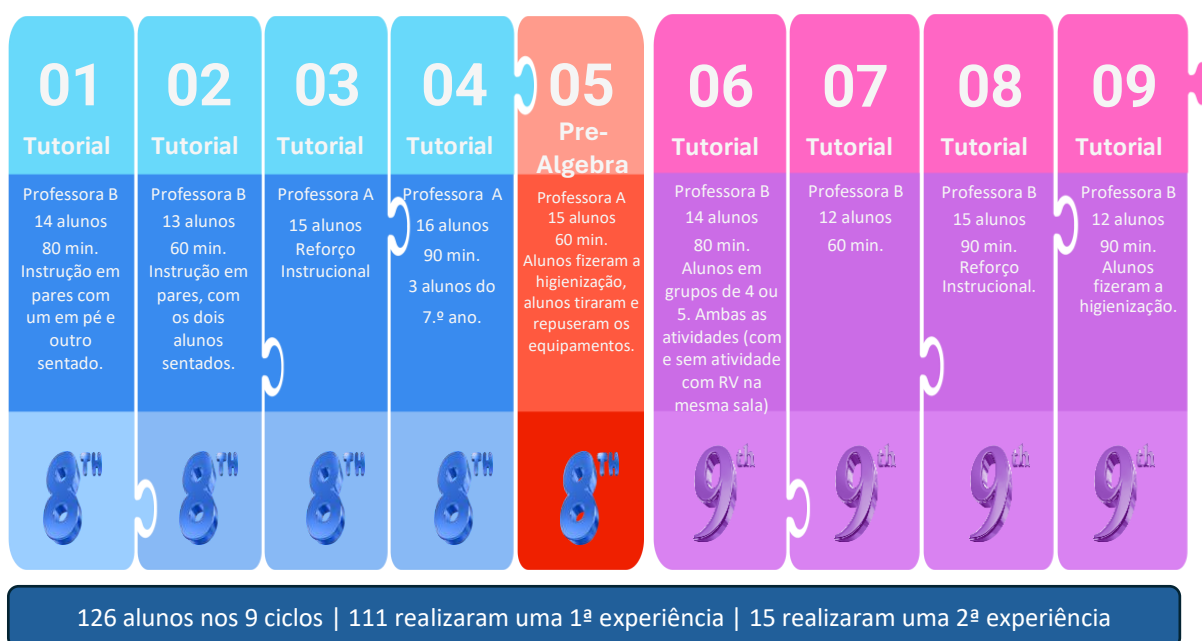 01
Tutorial
Professora B
14 alunos
80 min.
Instrução em
pares com
um em pé e
outro
sentado.
8TH
02
Tutorial
Professora B
13 alunos
60 min.
Instrução em
pares, com
os dois
alunos
sentados.
8TH
03
Tutorial
Professora A
15 alunos
Reforço
Instrucional
8TH
04
Tutorial
Professora A
16 alunos
90 min.
3 alunos do
7.º ano.
8TH
05
Pre-
Algebra
Professora A
15 alunos
60 min.
Alunos fizeram a
higienização,
alunos tiraram e
repuseram os
equipamentos.
8TH
06
Tutorial
Professora B
14 alunos
80 min.
Alunos em
grupos de 4 ou
5. Ambas as
atividades (com
e sem atividade
com RV na
mesma sala)
9th
07
Tutorial
Professora B
12 alunos
60 min.
9th
08
Tutorial
Professora B
15 alunos
90 min.
Reforço
Instrucional.
9th
09
Tutorial
Professora B
12 alunos
90 min.
Alunos
fizeram a
higienização.
9th
126 alunos nos 9 ciclos | 111 realizaram uma 1ª experiência | 15 realizaram uma 2ª experiência